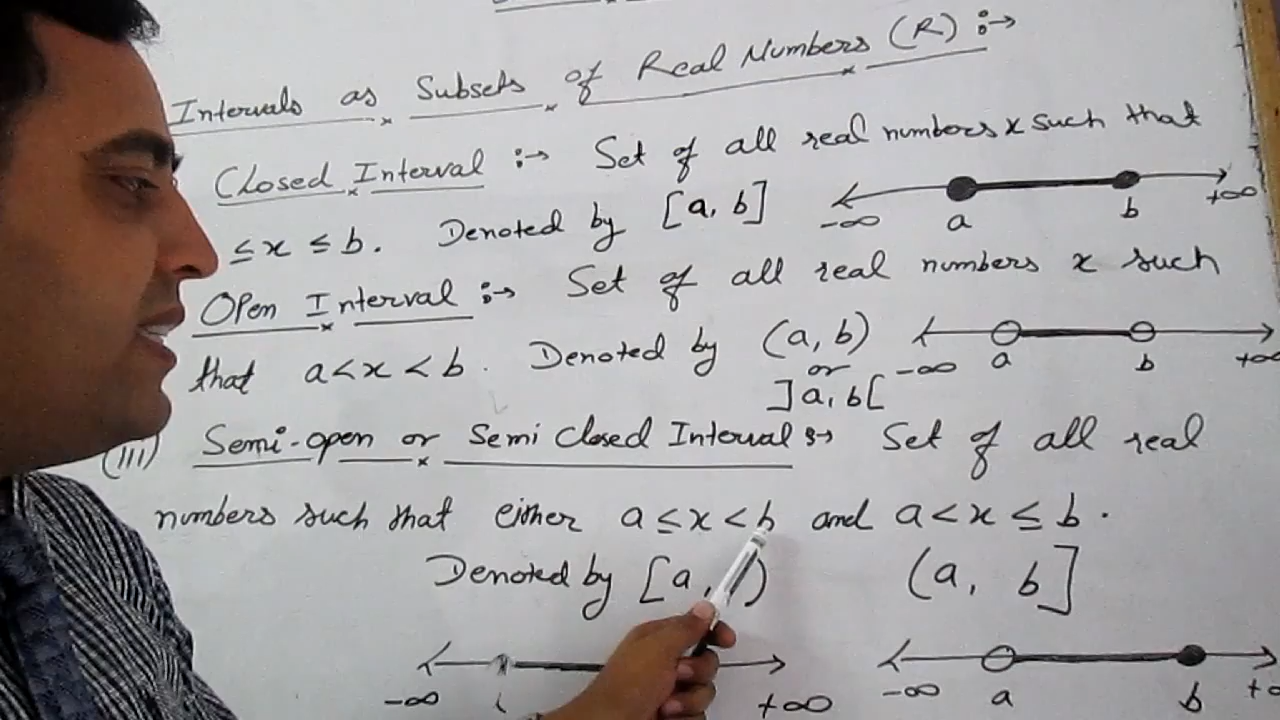 Intervals as Subsets of Real Numbers (R) :→
Closed Interval :→ Set of all real numbers x such that
≤ x ≤ b. Denoted by [a, b]
-∞ a b +∞
Open Interval :→ Set of all real numbers x such
that a < x < b. Denoted by (a, b)
or
]a, b[
-∞ a b +∞
(III) Semi-open or Semi Closed Interval :→ Set of all real
numbers such that either a ≤ x < b and a < x ≤ b.
Denoted by [a, ) (a, b]
-∞ +∞ -∞ a b